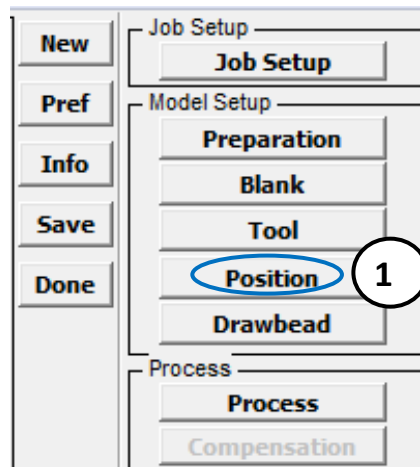 New
Pref
Info
Save
Done
Job Setup
Job Setup
Model Setup
Preparation
Blank
Tool
Position
1
Drawbead
Process
Process
Compensation